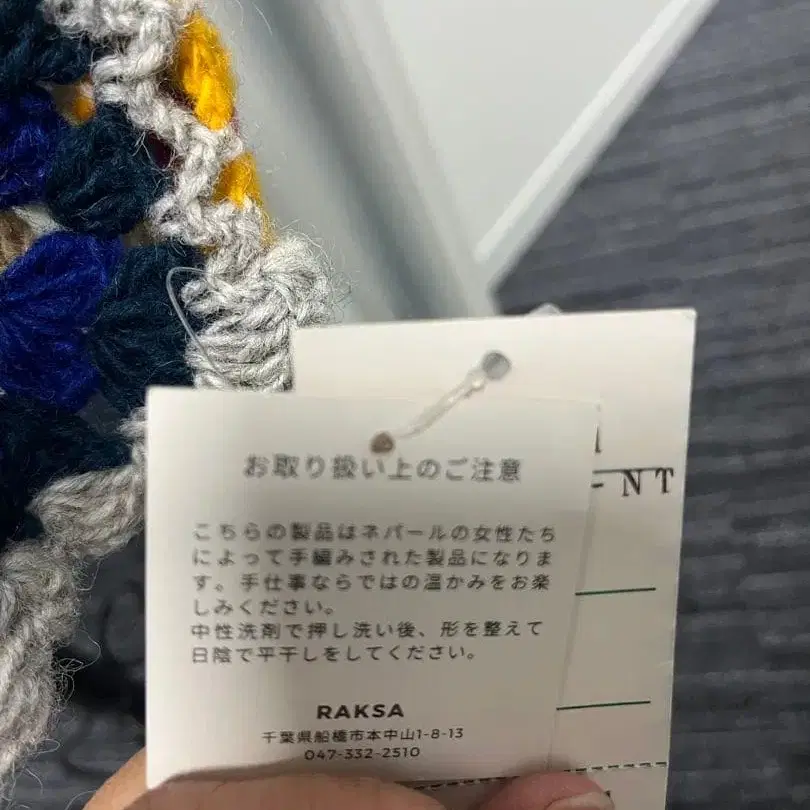 お取り扱い上のご注意
こちらの製品はネパールの女性たち
によって手編みされた製品になりま
す。手仕事ならではの温かみをお楽
しみください。
中性洗剤で押し洗い後、形を整えて
日陰で平干しをしてください。
RAKSA
千葉県船橋市本中山1-8-13
047-332-2510
NT